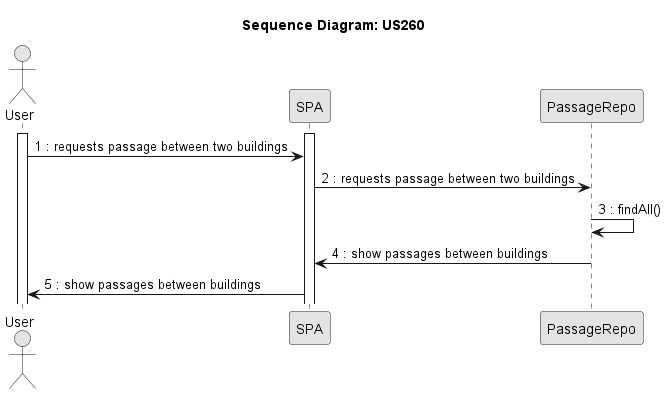 Sequence Diagram: US260
User
SPA
PassageRepo
1 : requests passage between two buildings
2 : requests passage between two buildings
3 : findAll()
4 : show passages between buildings
5 : show passages between buildings
User
SPA
PassageRepo